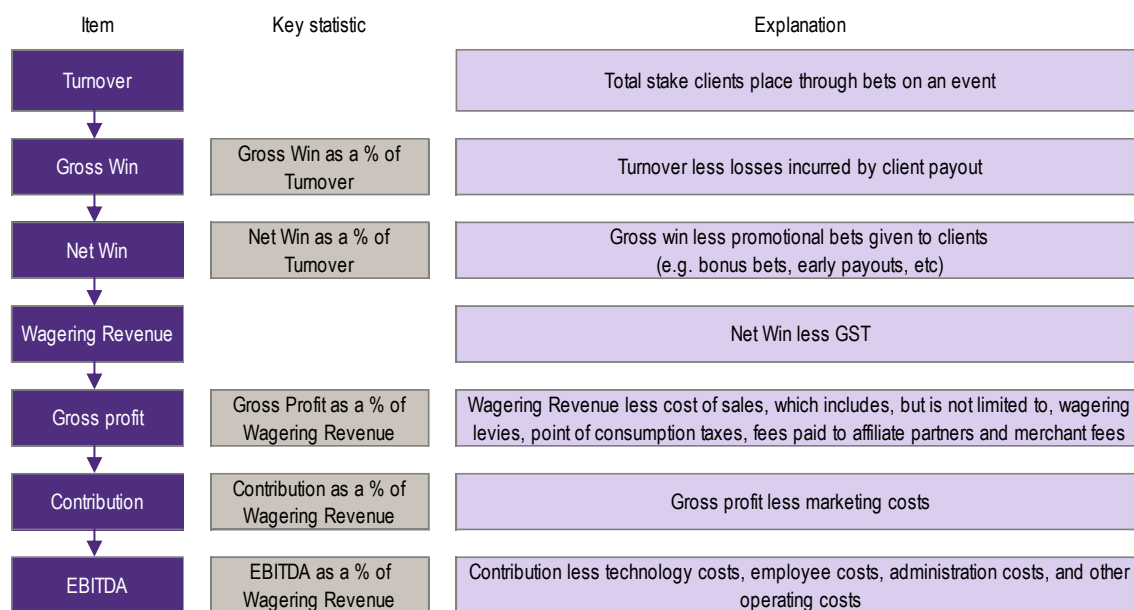 Item Key statistic Explanation
Turnover
Total stake clients place through bets on an event
Gross Win
Gross Win as a % of
Turnover
Turnover less losses incurred by client payout
Net Win
Net Win as a % of
Turnover
Gross win less promotional bets given to clients
(e.g. bonus bets, early payouts, etc)
Wagering Revenue
Net Win less GST
Gross profit
Gross Profit as a % of
Wagering Revenue
Wagering Revenue less cost of sales, which includes, but is not limited to, wagering
levies, point of consumption taxes, fees paid to affiliate partners and merchant fees
Contribution
Contribution as a % of
Wagering Revenue
Gross profit less marketing costs
EBITDA
EBITDA as a % of
Wagering Revenue
Contribution less technology costs, employee costs, administration costs, and other
operating costs